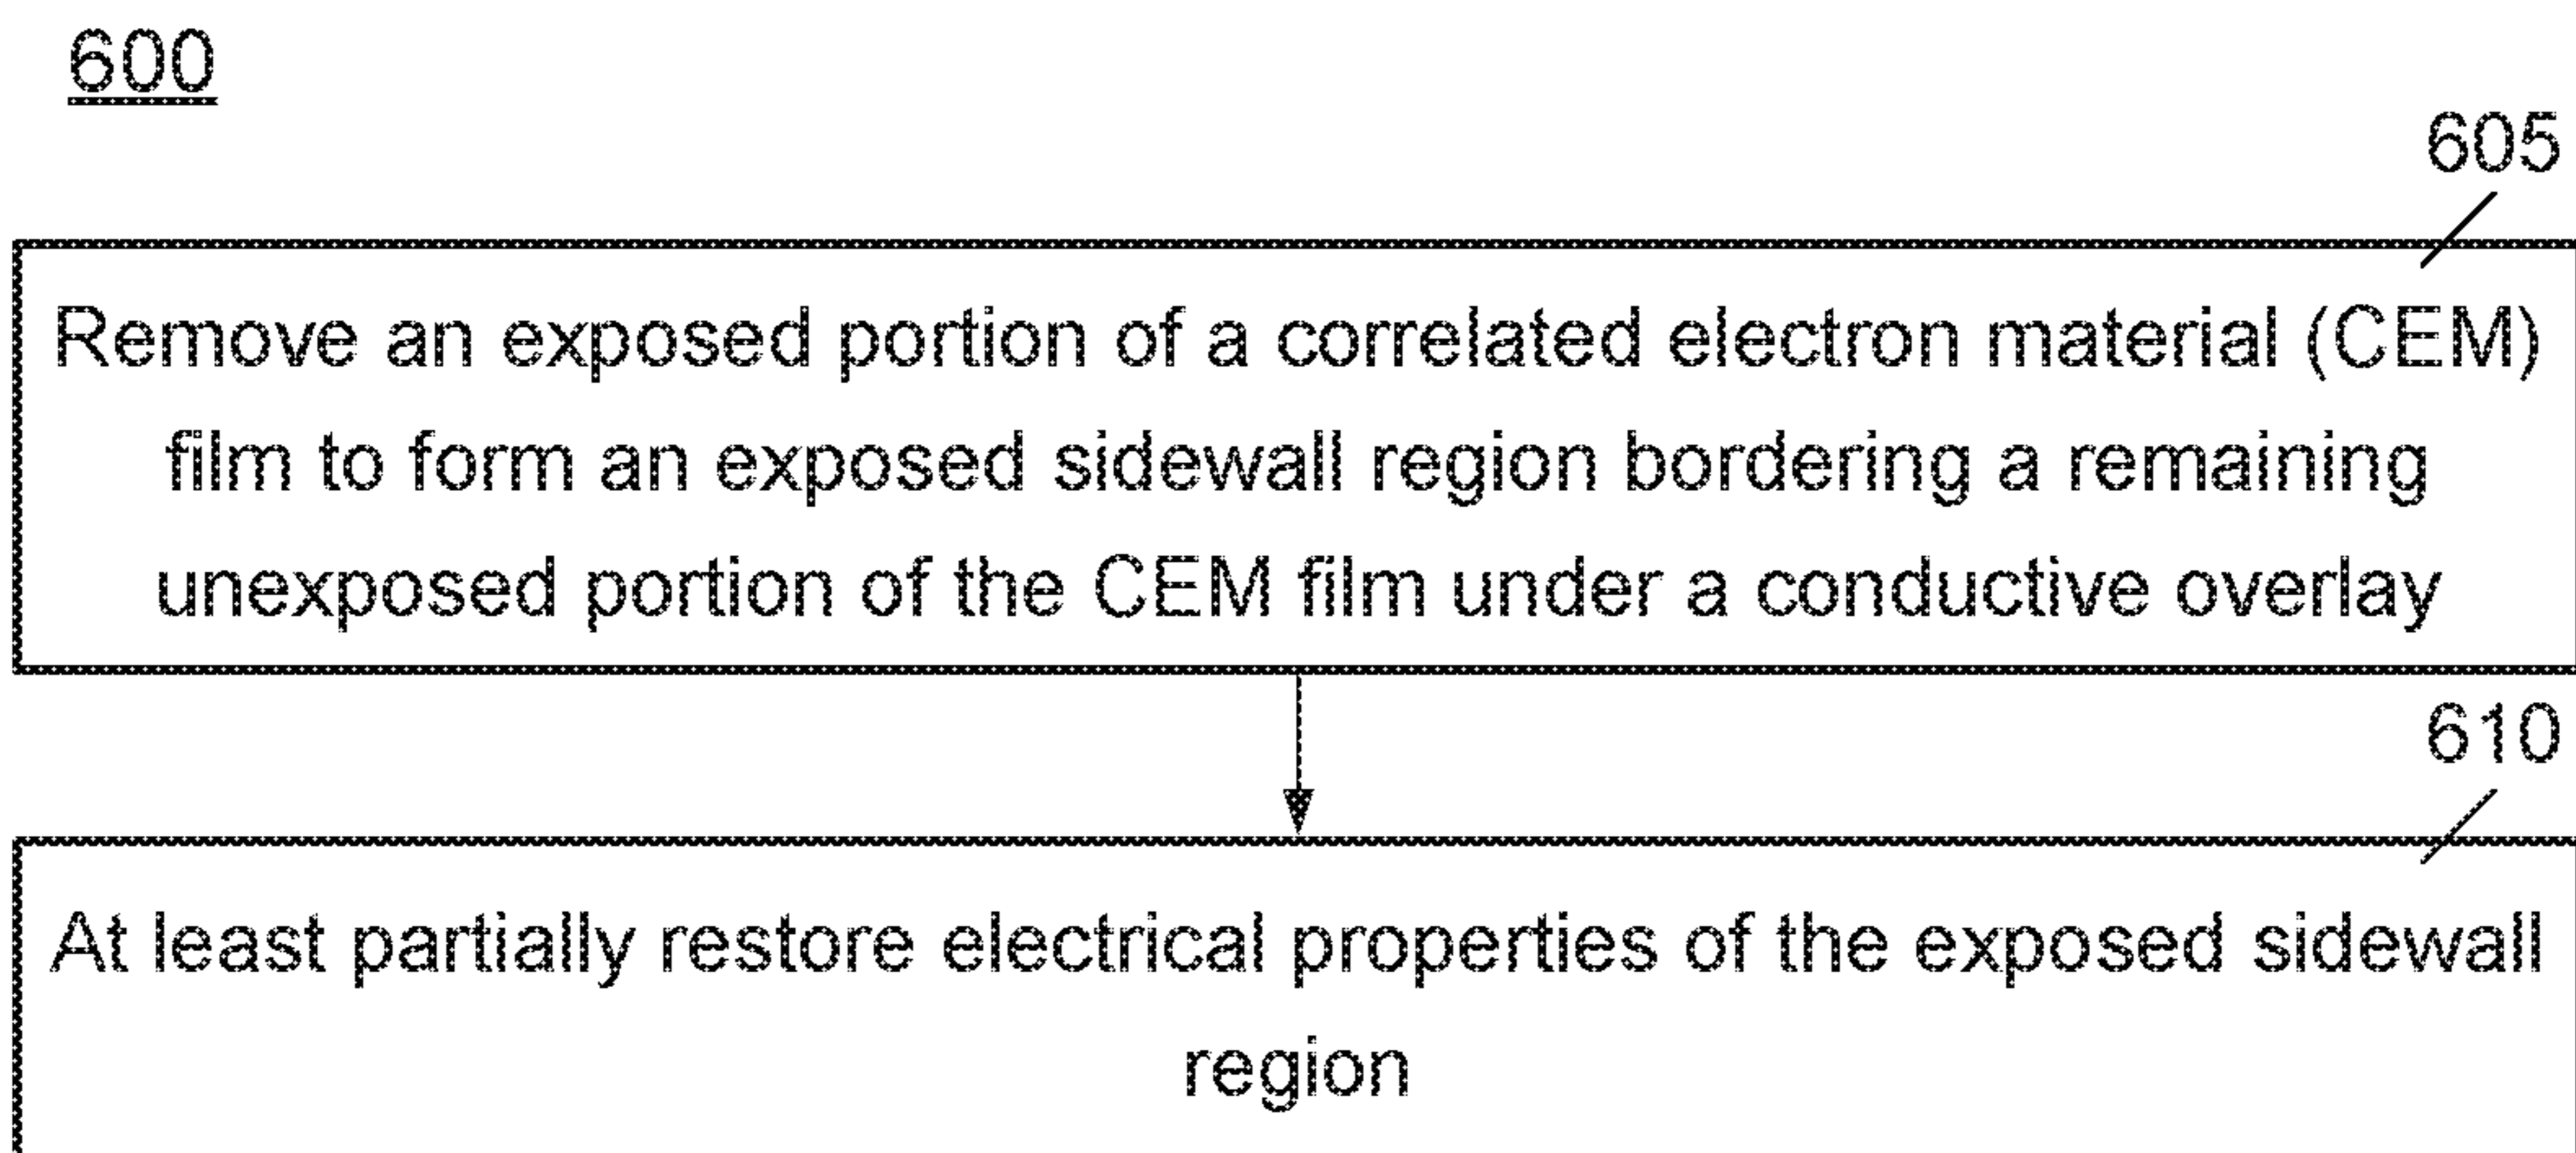 600
605
Remove an exposed portion of a correlated electron material (CEM)
film to form an exposed sidewall region bordering a remaining
unexposed portion of the CEM film under a conductive overlay
610
At least partially restore electrical properties of the exposed sidewall
region